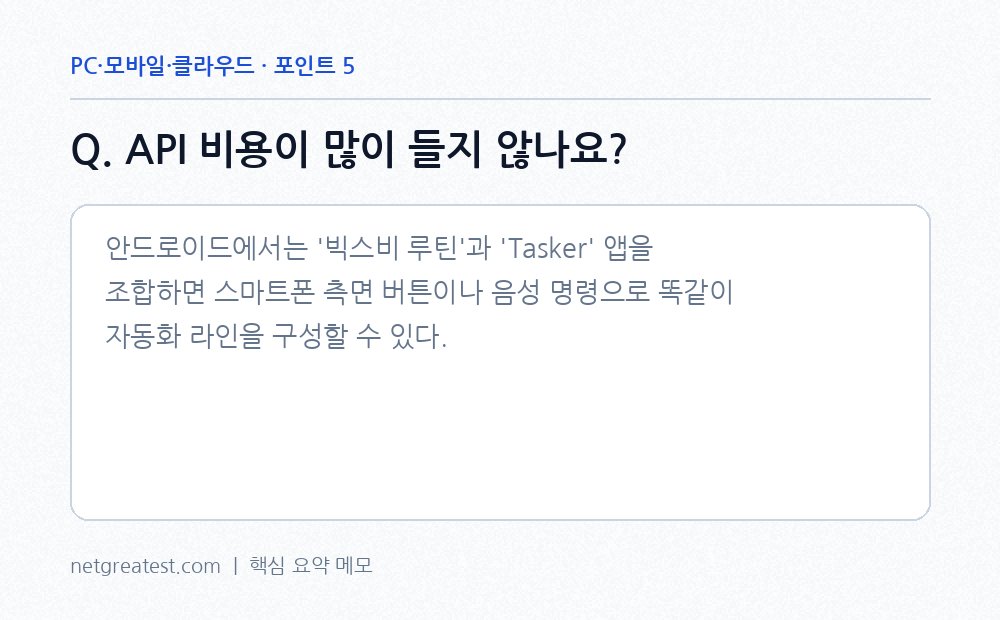 PC·모바일·클라우드 · 포인트 5
Q. API 비용이 많이 들지 않나요?
안드로이드에서는 '빅스비 루틴'과 'Tasker' 앱을
조합하면 스마트폰 측면 버튼이나 음성 명령으로 똑같이
자동화 라인을 구성할 수 있다.
netgreatest.com | 핵심 요약 메모